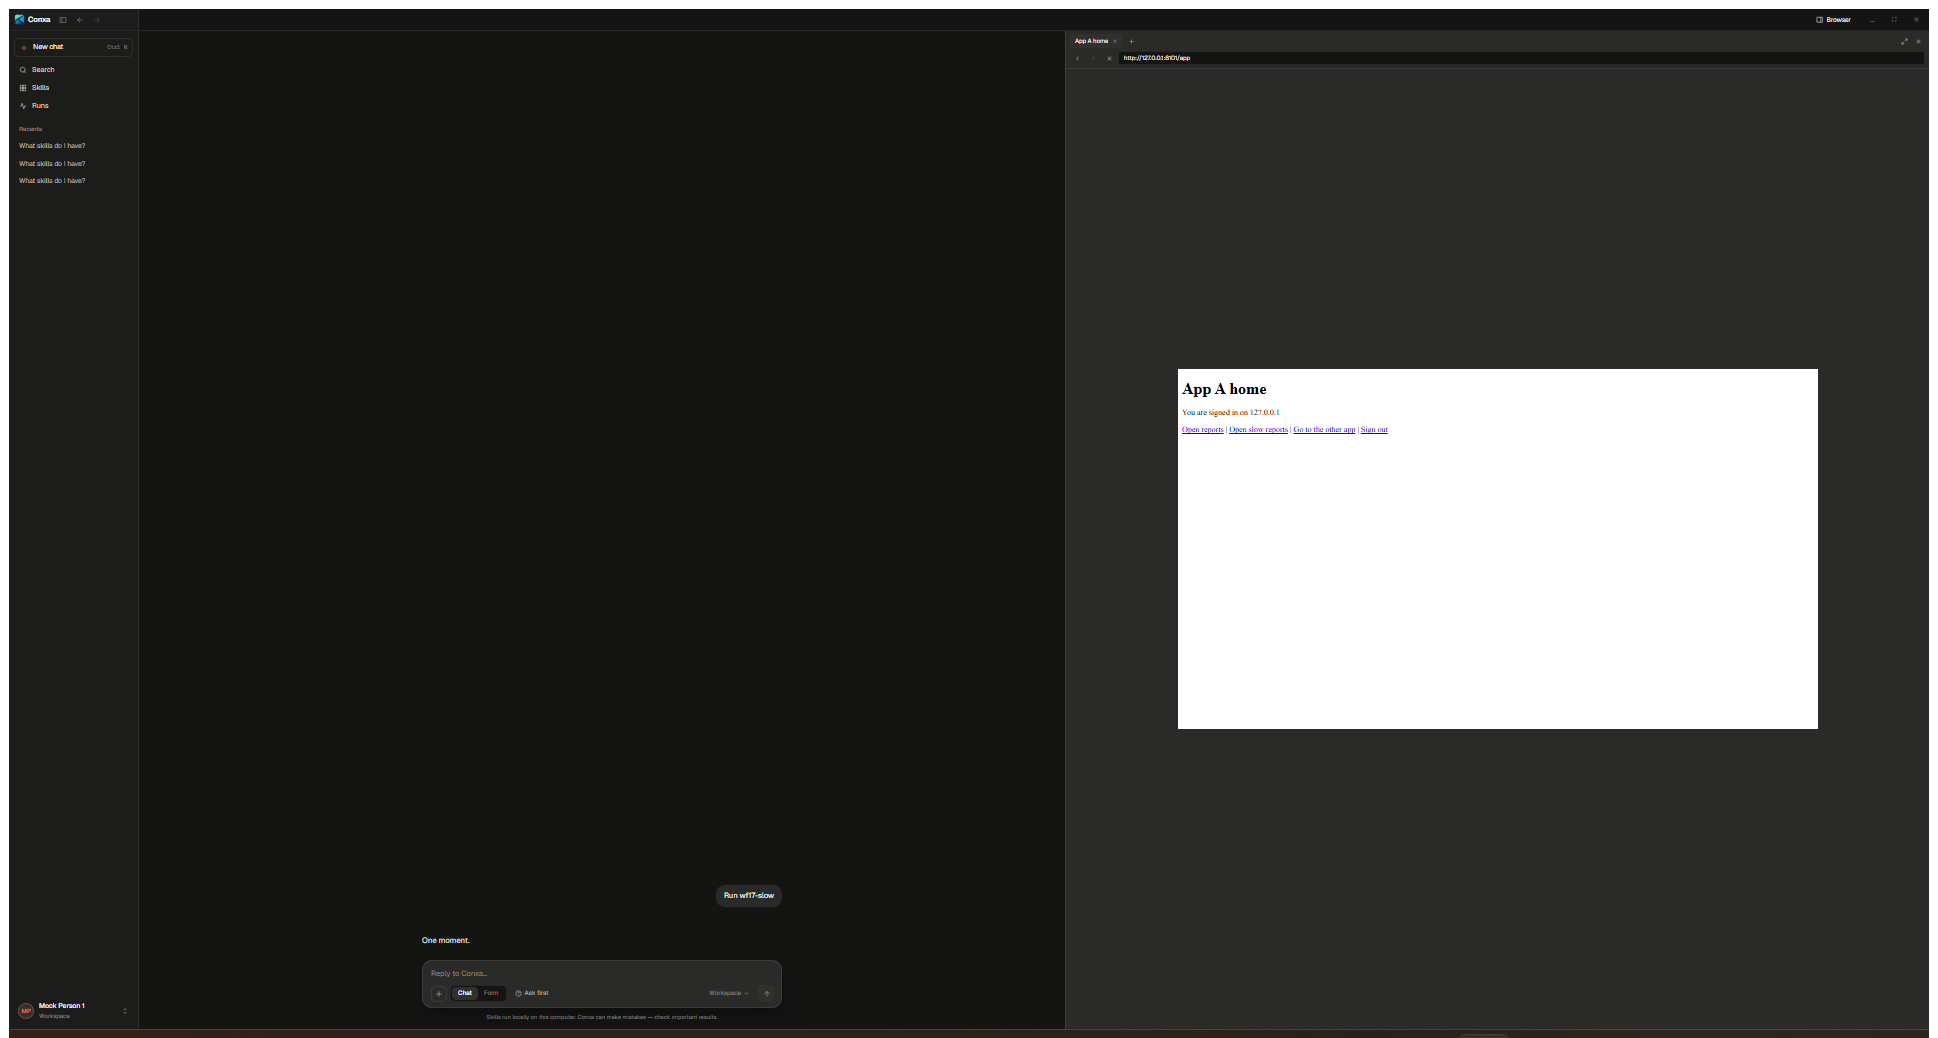 Conxa
Browser
New chat
Ctrl N
Search
Skills
Runs
Recents
What skills do I have?
What skills do I have?
What skills do I have?
Mock Person 1
MP
Workspace
Run wf17-slow
One moment.
Reply to Conxa...
Chat
Form
Ask first
Workspace
Skills run locally on this computer. Conxa can make mistakes — check important results.
App A home
http://127.0.0.1:8101/app
App A home
You are signed in on 127.0.0.1
Open reports | Open slow reports | Go to the other app | Sign out